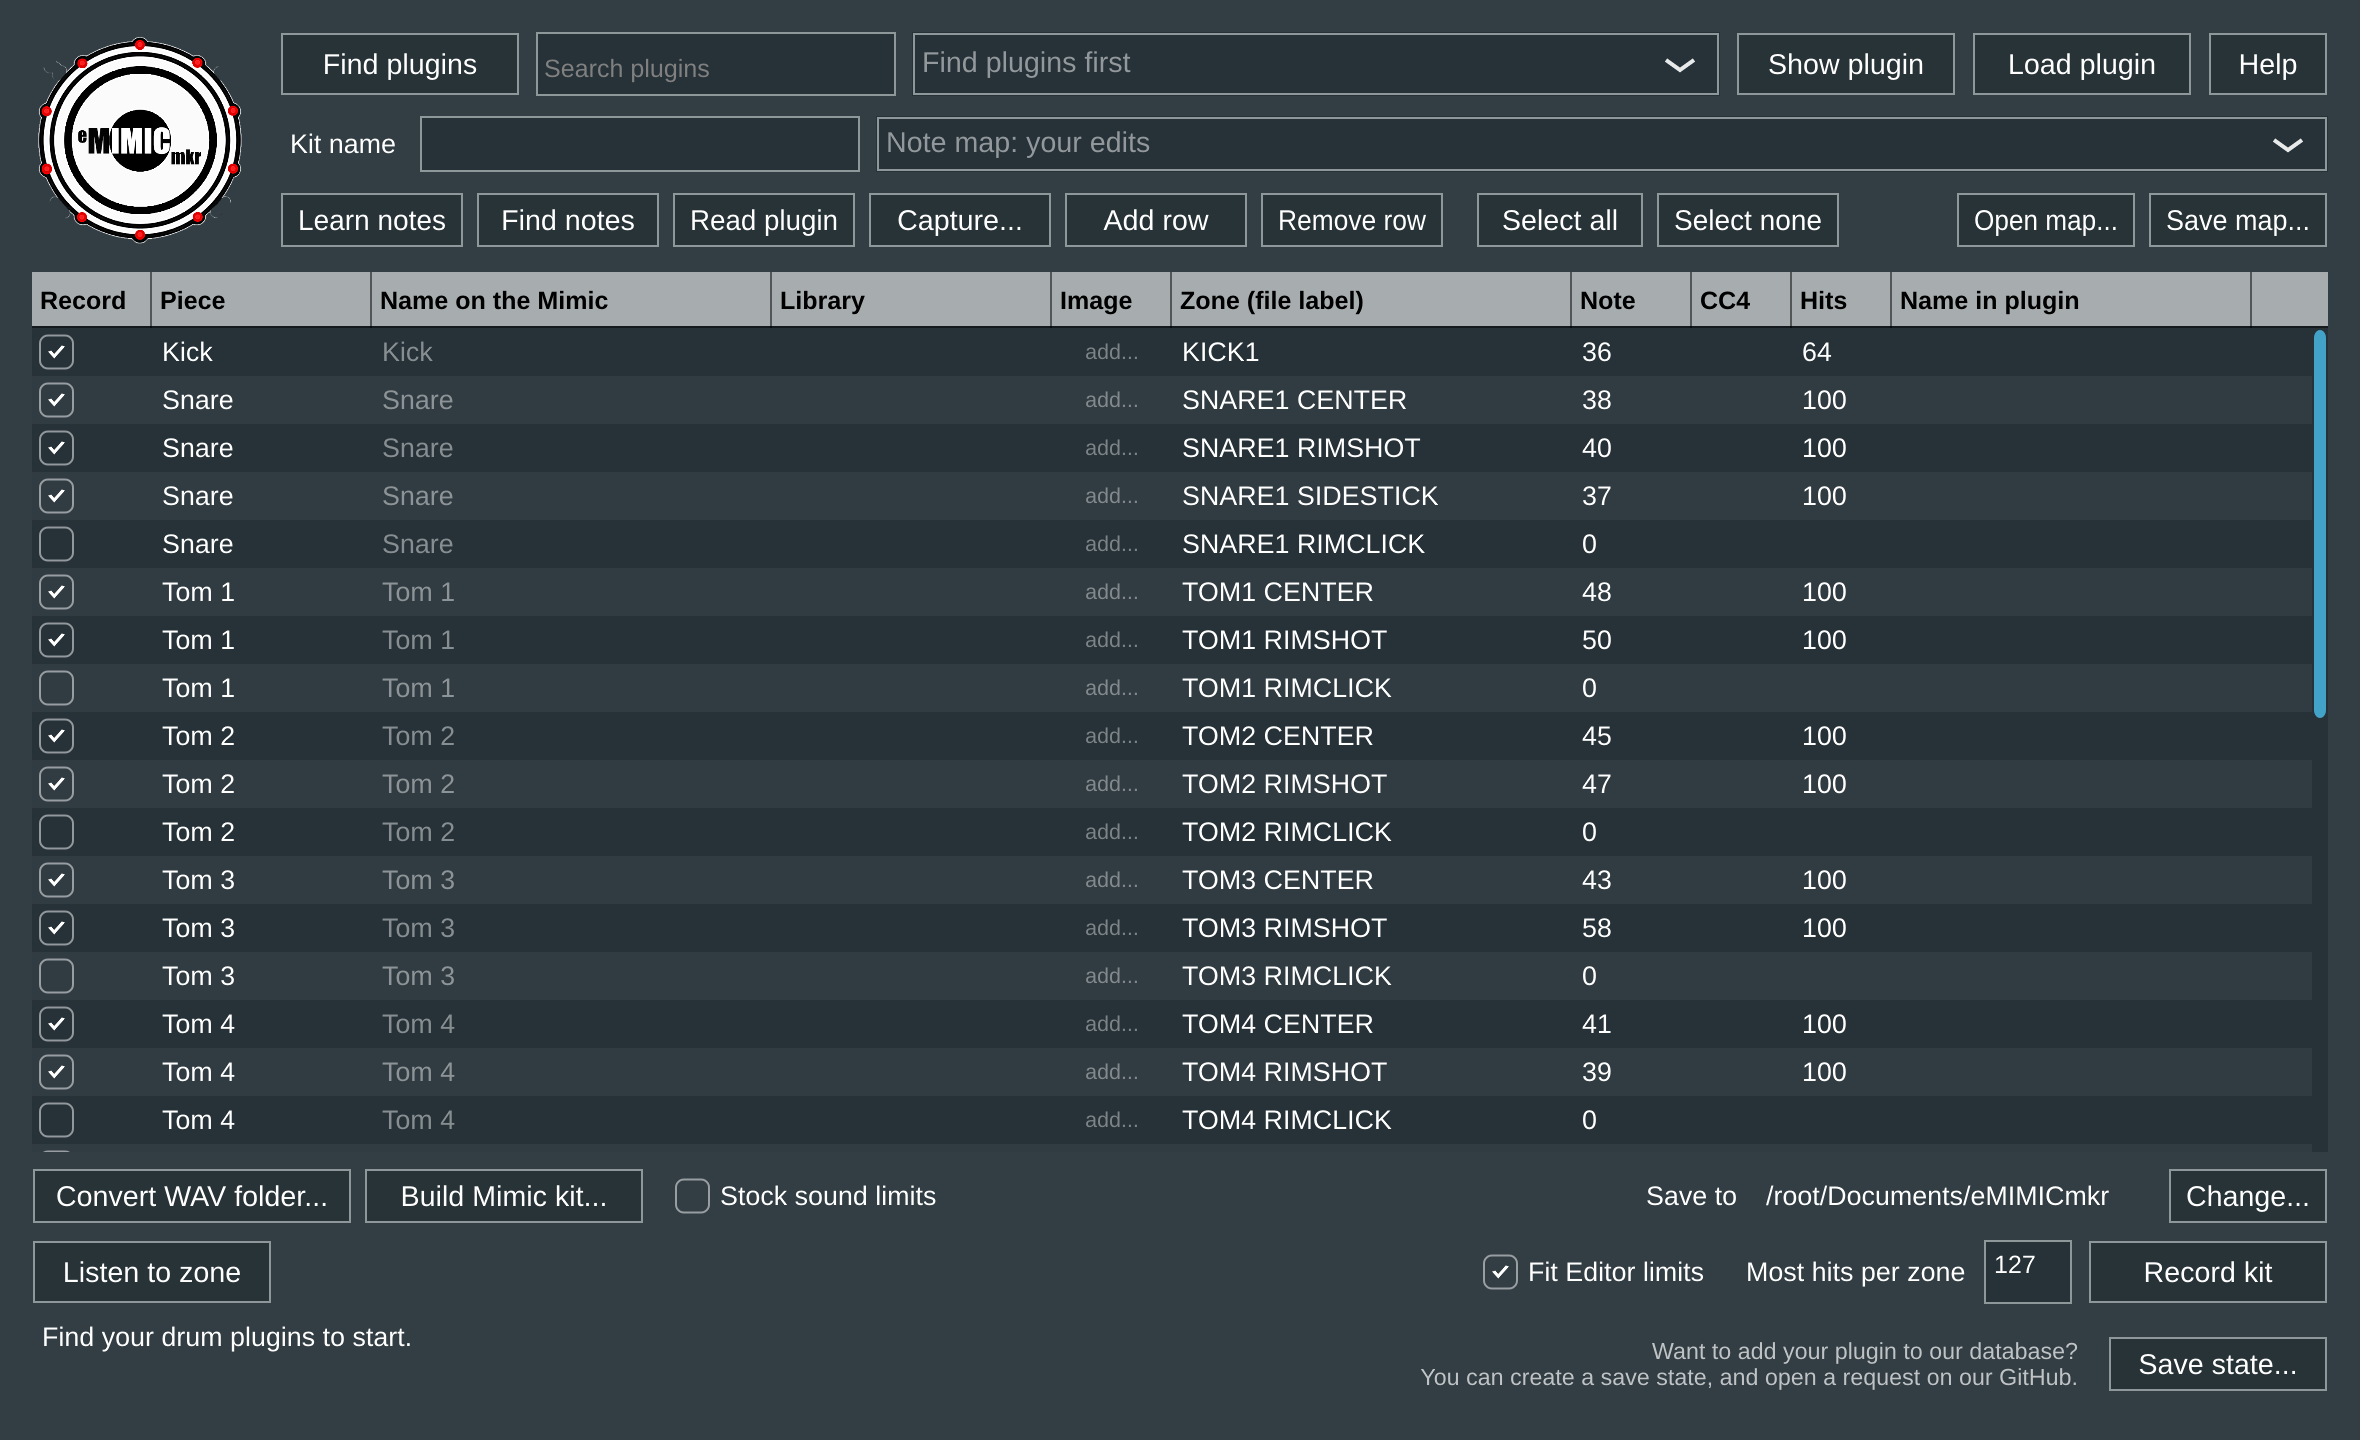 eMIMICmkr
Find plugins
Search plugins
Find plugins first
Show plugin
Load plugin
Help
Kit name
Note map: your edits
Learn notes
Find notes
Read plugin
Capture...
Add row
Remove row
Select all
Select none
Open map...
Save map...
Record Piece Name on the Mimic Library Image Zone (file label) Note CC4 Hits Name in plugin
Kick Kick add... KICK1 36 64
Snare Snare add... SNARE1 CENTER 38 100
Snare Snare add... SNARE1 RIMSHOT 40 100
Snare Snare add... SNARE1 SIDESTICK 37 100
Snare Snare add... SNARE1 RIMCLICK 0
Tom 1 Tom 1 add... TOM1 CENTER 48 100
Tom 1 Tom 1 add... TOM1 RIMSHOT 50 100
Tom 1 Tom 1 add... TOM1 RIMCLICK 0
Tom 2 Tom 2 add... TOM2 CENTER 45 100
Tom 2 Tom 2 add... TOM2 RIMSHOT 47 100
Tom 2 Tom 2 add... TOM2 RIMCLICK 0
Tom 3 Tom 3 add... TOM3 CENTER 43 100
Tom 3 Tom 3 add... TOM3 RIMSHOT 58 100
Tom 3 Tom 3 add... TOM3 RIMCLICK 0
Tom 4 Tom 4 add... TOM4 CENTER 41 100
Tom 4 Tom 4 add... TOM4 RIMSHOT 39 100
Tom 4 Tom 4 add... TOM4 RIMCLICK 0
Convert WAV folder...
Build Mimic kit...
Stock sound limits
Save to /root/Documents/eMIMICmkr
Change...
Listen to zone
Fit Editor limits
Most hits per zone 127
Record kit
Find your drum plugins to start.
Want to add your plugin to our database?
You can create a save state, and open a request on our GitHub.
Save state...